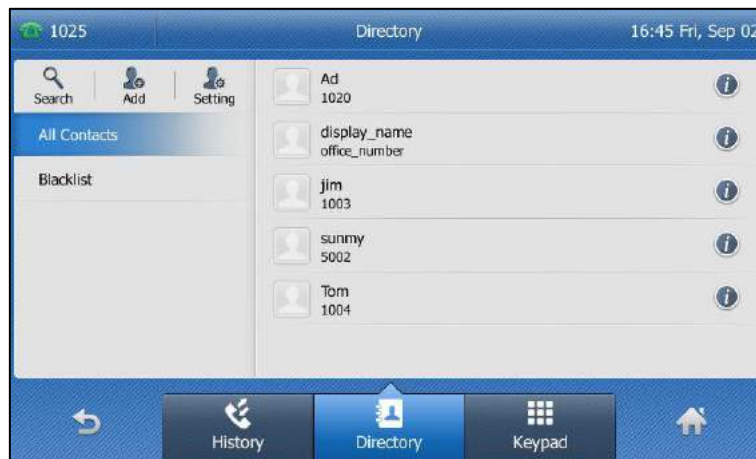 1025
Directory
16:45 Fri, Sep 02
Search
Add
Setting
All Contacts
Blacklist
Ad
1020
display_name
office_number
jim
1003
sunmy
5002
Tom
1004
History
Directory
Keypad